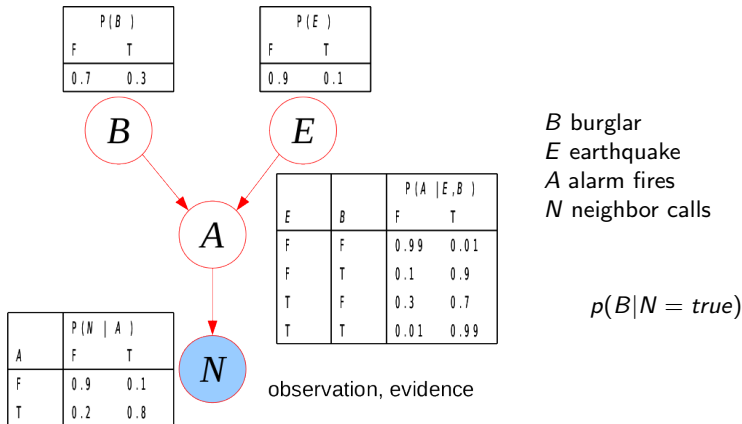 P(B)
F T
0.7 0.3
P(E)
F T
0.9 0.1
B
E
B burglar
E earthquake
A alarm fires
N neighbor calls
A
P(A |E,B)
E B F T
F F 0.99 0.01
F T 0.1 0.9
T F 0.3 0.7
T T 0.01 0.99
p(B|N = true)
P(N | A)
A F T
F 0.9 0.1
T 0.2 0.8
N
observation, evidence